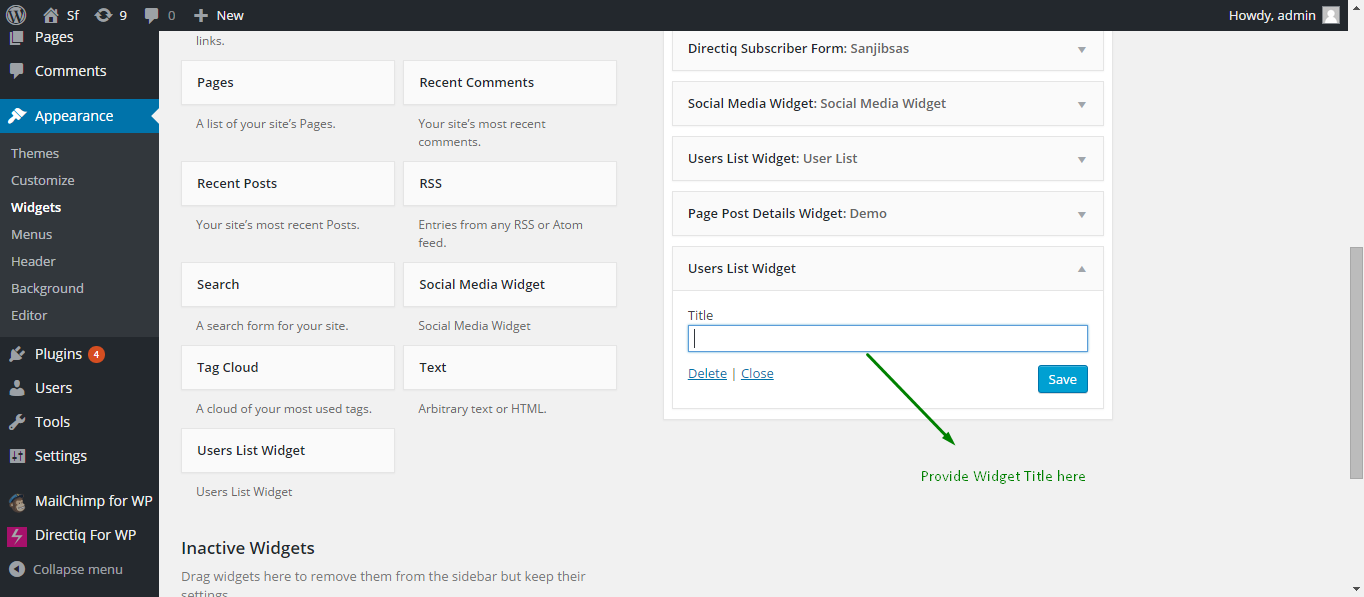 Sf
9
0
New
Howdy, admin
Pages
Comments
Appearance
Themes
Customize
Widgets
Menus
Header
Background
Editor
Plugins 4
Users
Tools
Settings
MailChimp for WP
Directiq For WP
Collapse menu
links.
Pages
Recent Comments
A list of your site's Pages.
Your site's most recent
comments.
Recent Posts
RSS
Your site's most recent Posts.
Entries from any RSS or Atom
feed.
Search
Social Media Widget
A search form for your site.
Social Media Widget
Tag Cloud
Text
A cloud of your most used tags.
Arbitrary text or HTML.
Users List Widget
Users List Widget
Inactive Widgets
Drag widgets here to remove them from the sidebar but keep their
settings.
Directiq Subscriber Form: Sanjibsas
Social Media Widget: Social Media Widget
Users List Widget: User List
Page Post Details Widget: Demo
Users List Widget
Title
Delete | Close
Save
Provide Widget Title here